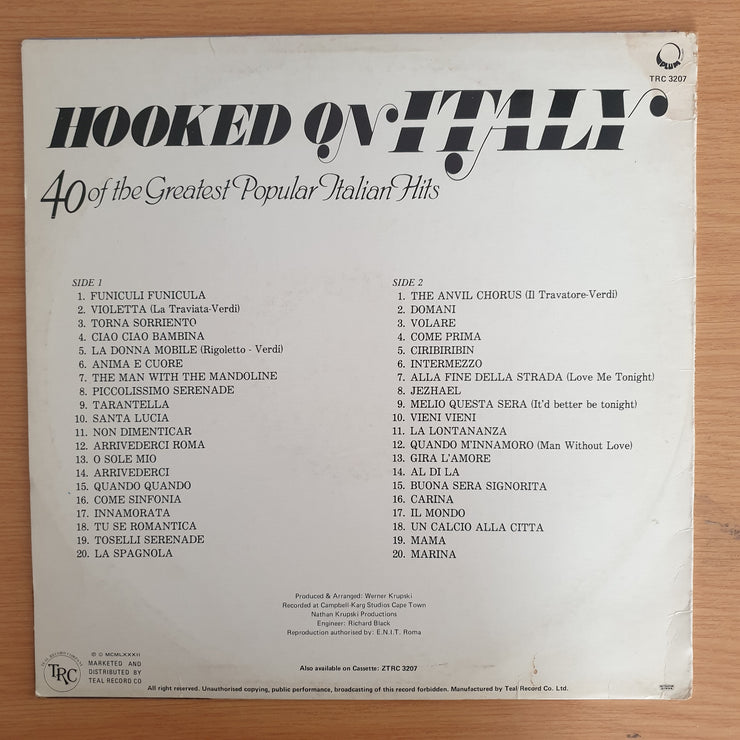 PLUM
TRC 3207
HOOKED ON ITALY
40 of the Greatest Popular Italian Hits
SIDE 1
1. FUNICULI FUNICULA
2. VIOLETTA (La Traviata-Verdi)
3. TORNA SORRIENTO
4. CIAO CIAO BAMBINA
5. LA DONNA MOBILE (Rigoletto - Verdi)
6. ANIMA E CUORE
7. THE MAN WITH THE MANDOLINE
8. PICCOLISSIMO SERENADE
9. TARANTELLA
10. SANTA LUCIA
11. NON DIMENTICAR
12. ARRIVEDERCI ROMA
13. O SOLE MIO
14. ARRIVEDERCI
15. QUANDO QUANDO
16. COME SINFONIA
17. INNAMORATA
18. TU SE ROMANTICA
19. TOSELLI SERENADE
20. LA SPAGNOLA
SIDE 2
1. THE ANVIL CHORUS (Il Travatore-Verdi)
2. DOMANI
3. VOLARE
4. COME PRIMA
5. CIRIBIRIBIN
6. INTERMEZZO
7. ALLA FINE DELLA STRADA (Love Me Tonight)
8. JEZHAEL
9. MELIO QUESTA SERA (It'd better be tonight)
10. VIENI VIENI
11. LA LONTANANZA
12. QUANDO M'INNAMORO (Man Without Love)
13. GIRA L'AMORE
14. AL DI LA
15. BUONA SERA SIGNORITA
16. CARINA
17. IL MONDO
18. UN CALCIO ALLA CITTA
19. MAMA
20. MARINA
Produced & Arranged: Werner Krupski
Recorded at Campbell-Karg Studios Cape Town
Nathan Krupski Productions
Engineer: Richard Black
Reproduction authorised by: E.N.I.T. Roma
TRC
℗ © MCMLXXXII
MARKETED AND
DISTRIBUTED BY
TEAL RECORD CO
Also available on Cassette: ZTRC 3207
All right reserved. Unauthorised copying, public performance, broadcasting of this record forbidden. Manufactured by Teal Record Co. Ltd.